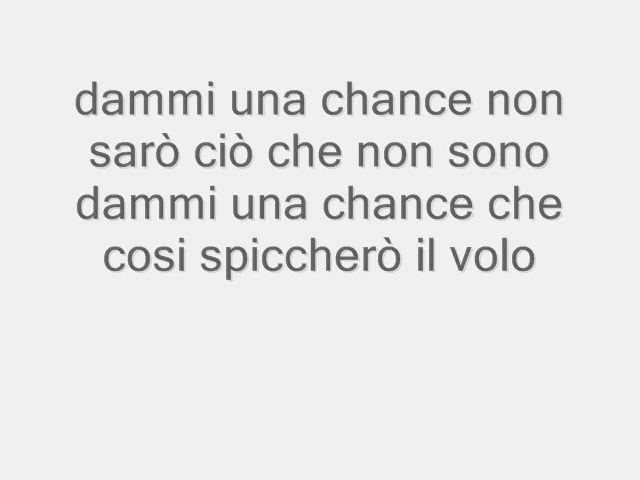 dammi una chance non
sarò ciò che non sono
dammi una chance che
cosi spiccherò il volo